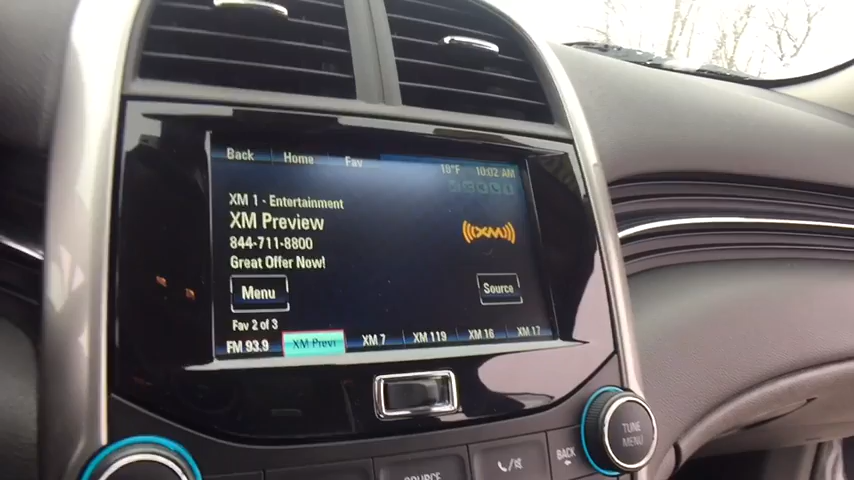 Back Home Fav 10°F 10:02 AM
XM 1 - Entertainment
XM Preview
844-711-8800
((XM))
Great Offer Now!
Menu Source
Fav 2 of 3
FM 93.9 XM Previ XM 7 XM 119 XM 16 XM 17
TUNE
MENU
BACK
SOURCE